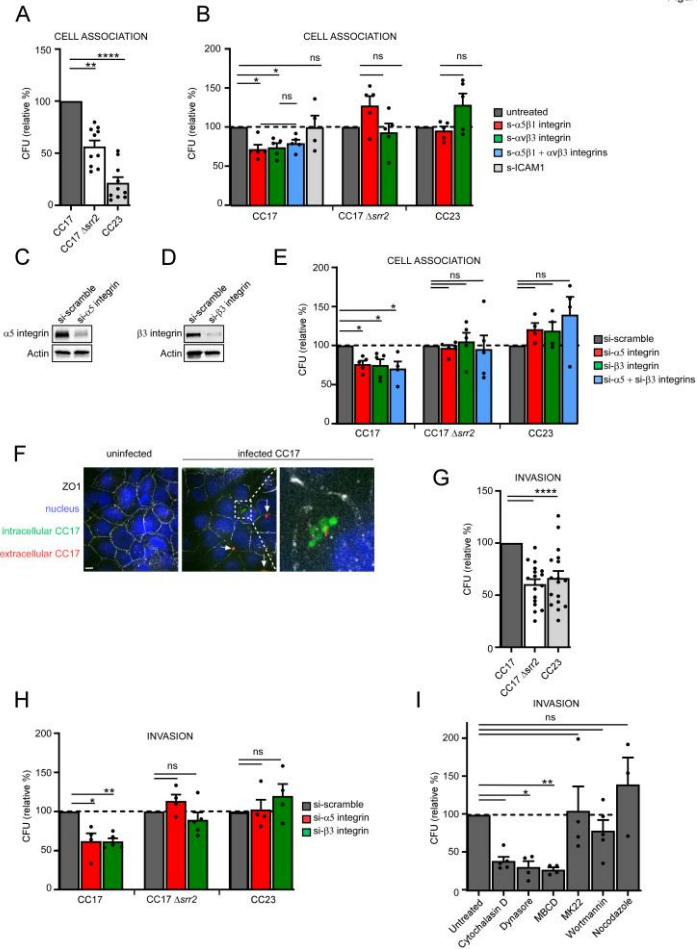 Figur
A
CELL ASSOCIATION
CFU (relative %)
150
100
50
0
****
**
CC17
CC17 Δsrr2
CC23
B
CELL ASSOCIATION
CFU (relative %)
200
150
100
50
0
ns
*
*
ns
ns
ns
CC17
CC17 Δsrr2
CC23
untreated
s-α5β1 integrin
s-αvβ3 integrin
s-α5β1 + αvβ3 integrins
s-ICAM1
C
si-scramble
si-α5 integrin
α5 integrin
Actin
D
si-scramble
si-β3 integrin
β3 integrin
Actin
E
CELL ASSOCIATION
CFU (relative %)
200
150
100
50
0
*
*
*
ns
ns
CC17
CC17 Δsrr2
CC23
si-scramble
si-α5 integrin
si-β3 integrin
si-α5 + si-β3 integrins
F
uninfected
infected CC17
ZO1
nucleus
intracellular CC17
extracellular CC17
G
INVASION
CFU (relative %)
150
100
50
0
****
CC17
CC17 Δsrr2
CC23
H
INVASION
CFU (relative %)
200
150
100
50
0
**
*
ns
ns
CC17
CC17 Δsrr2
CC23
si-scramble
si-α5 integrin
si-β3 integrin
I
INVASION
CFU (relative %)
200
150
100
50
0
ns
**
*
Untreated
Cytochalasin D
Dynasore
MBCD
MK22
Wortmannin
Nocodazole